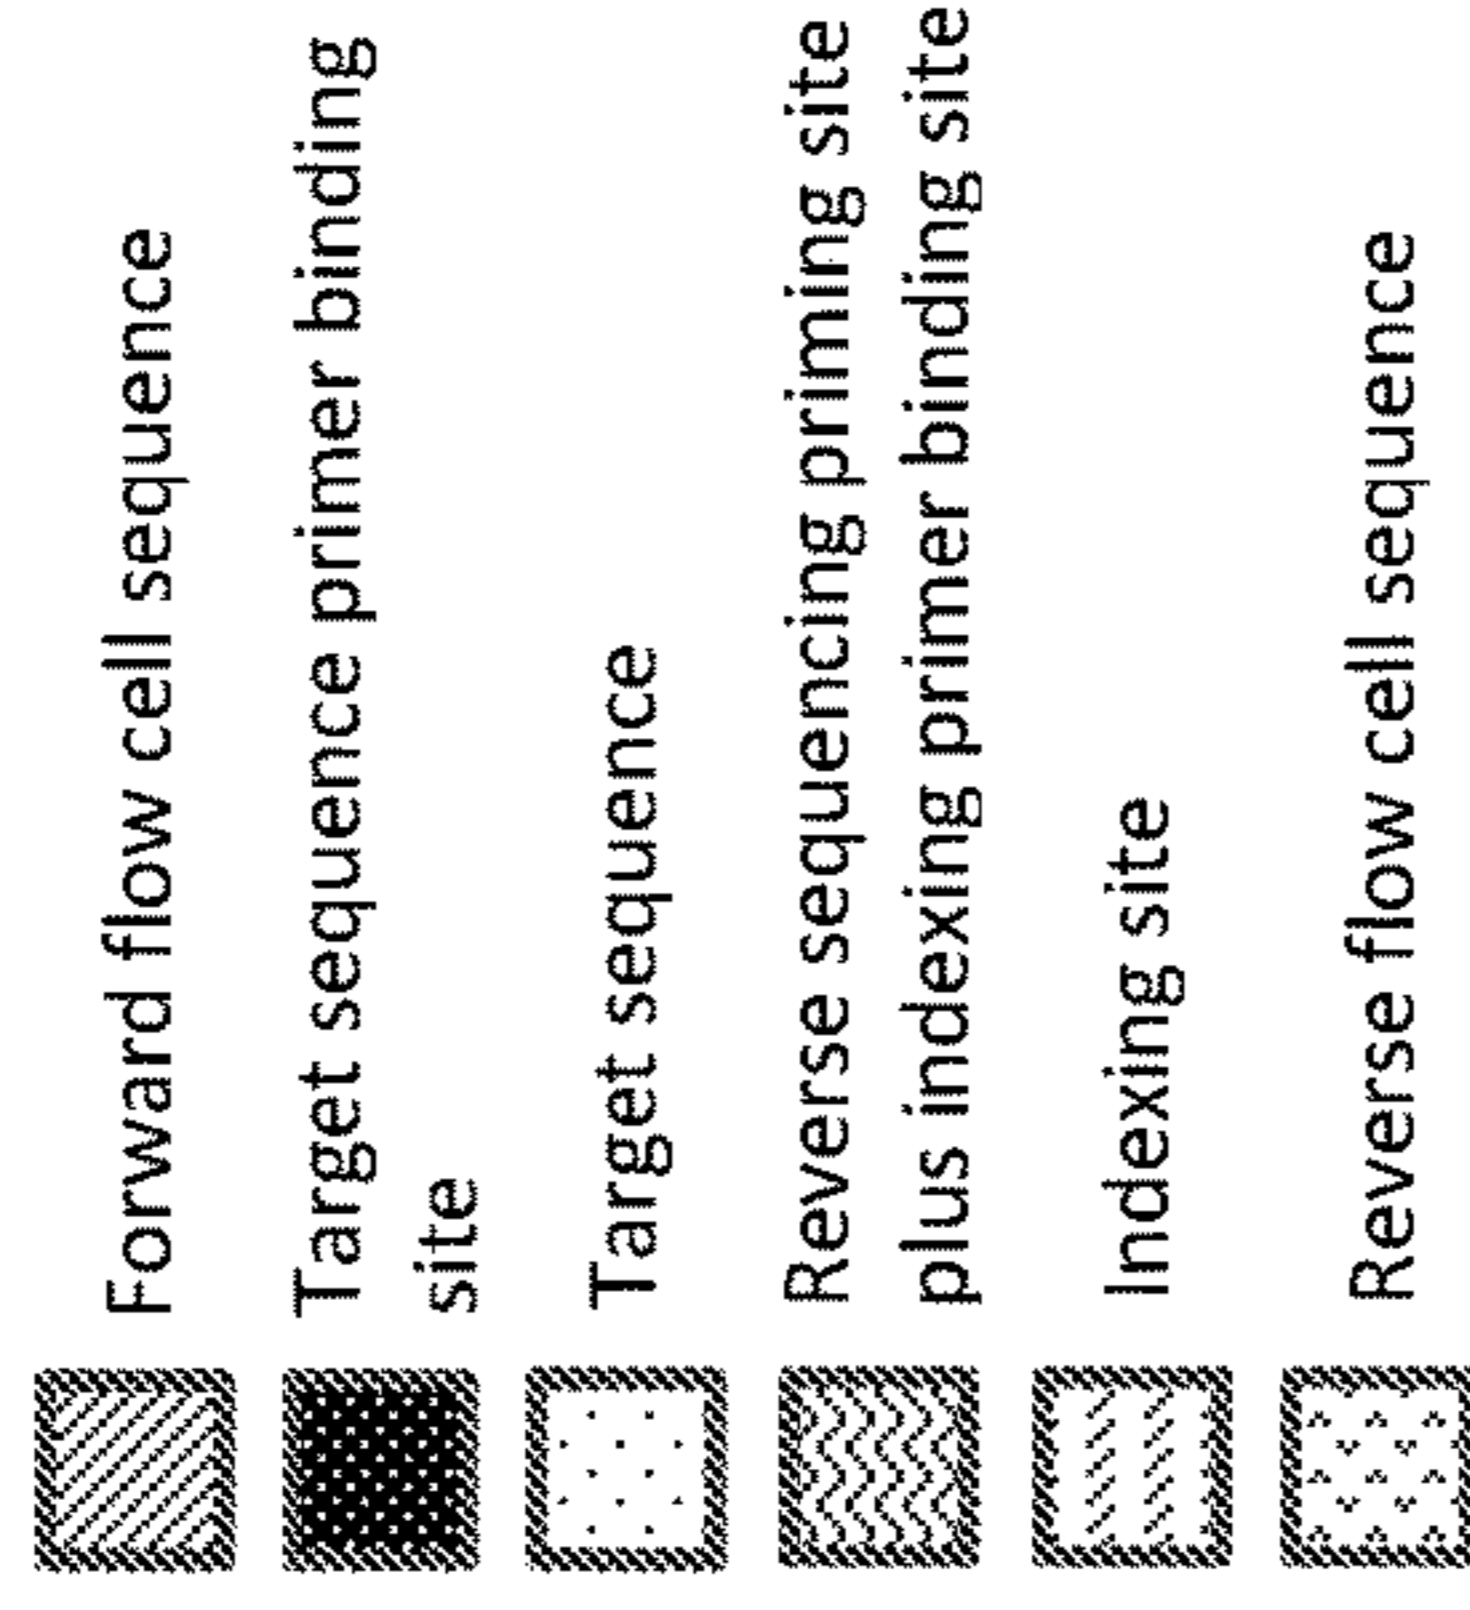 Forward flow cell sequence
Target sequence primer binding
site
Target sequence
Reverse sequencing priming site
plus indexing primer binding site
Indexing site
Reverse flow cell sequence